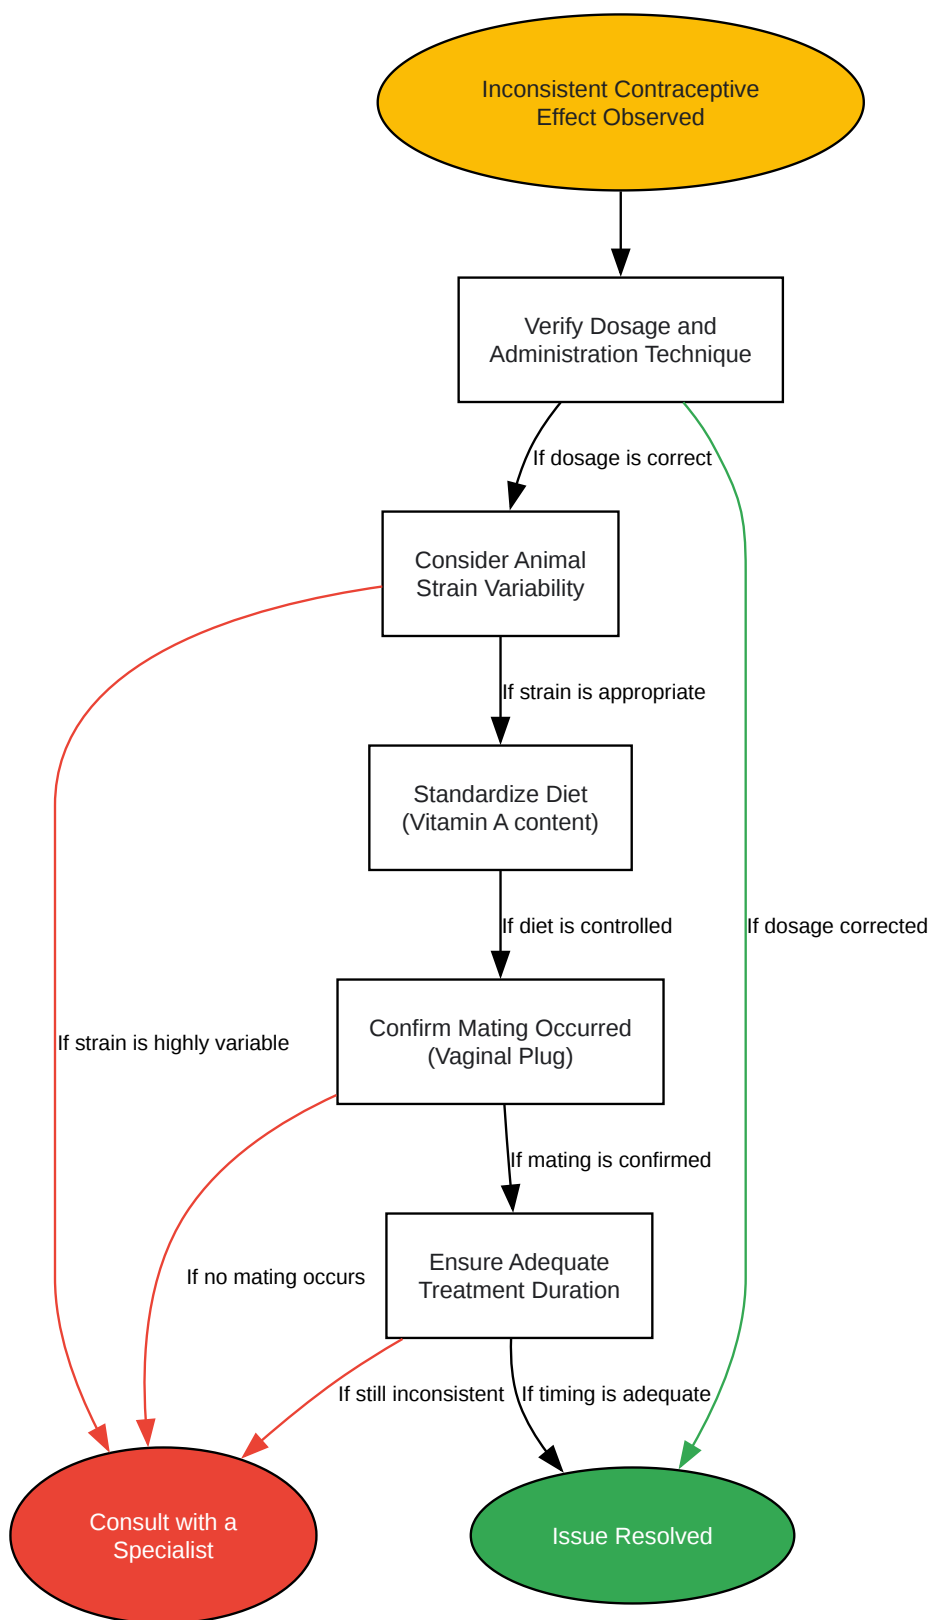 Inconsistent Contraceptive
Effect Observed
Verify Dosage and
Administration Technique
If dosage is correct
Consider Animal
Strain Variability
If strain is appropriate
Standardize Diet
(Vitamin A content)
If diet is controlled
If dosage corrected
Confirm Mating Occurred
(Vaginal Plug)
If strain is highly variable
If mating is confirmed
Ensure Adequate
Treatment Duration
If no mating occurs
If still inconsistent
If timing is adequate
Consult with a
Specialist
Issue Resolved